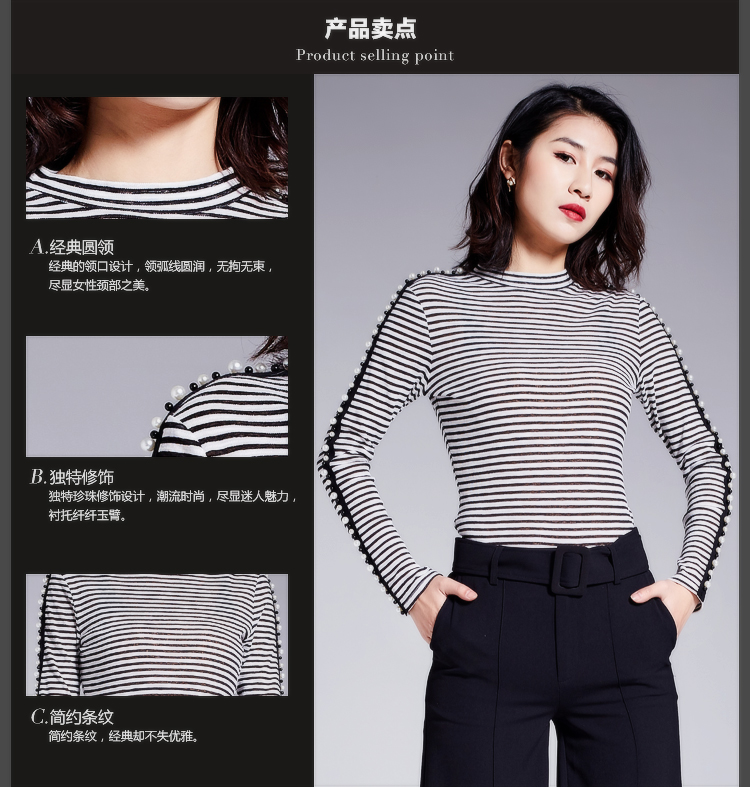 产品卖点
Product selling point
A.经典圆领
经典的领口设计，领弧线圆润，无拘无束，
尽显女性颈部之美。
B.独特修饰
独特珍珠修饰设计，潮流时尚，尽显迷人魅力，
衬托纤纤玉臂。
C.简约条纹
简约条纹，经典却不失优雅。